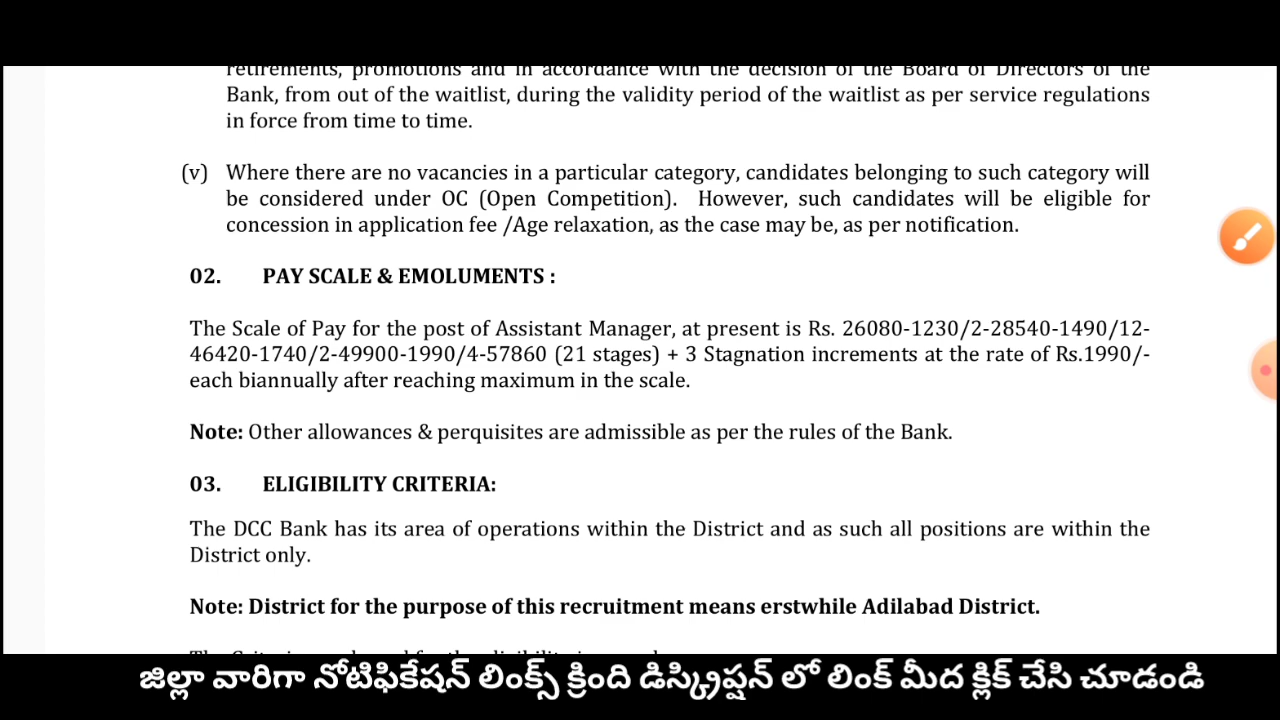 retirements, promotions and in accordance with the decision of the Board of Directors of the
Bank, from out of the waitlist, during the validity period of the waitlist as per service regulations
in force from time to time.
(v) Where there are no vacancies in a particular category, candidates belonging to such category will
be considered under OC (Open Competition). However, such candidates will be eligible for
concession in application fee /Age relaxation, as the case may be, as per notification.
02. PAY SCALE & EMOLUMENTS :
The Scale of Pay for the post of Assistant Manager, at present is Rs. 26080-1230/2-28540-1490/12-
46420-1740/2-49900-1990/4-57860 (21 stages) + 3 Stagnation increments at the rate of Rs.1990/-
each biannually after reaching maximum in the scale.
Note: Other allowances & perquisites are admissible as per the rules of the Bank.
03. ELIGIBILITY CRITERIA:
The DCC Bank has its area of operations within the District and as such all positions are within the
District only.
Note: District for the purpose of this recruitment means erstwhile Adilabad District.
జిల్లా వారిగా నోటిఫికేషన్ లింక్స్ క్రింది డిస్క్రిప్షన్ లో లింక్ మీద క్లిక్ చేసి చూడండి